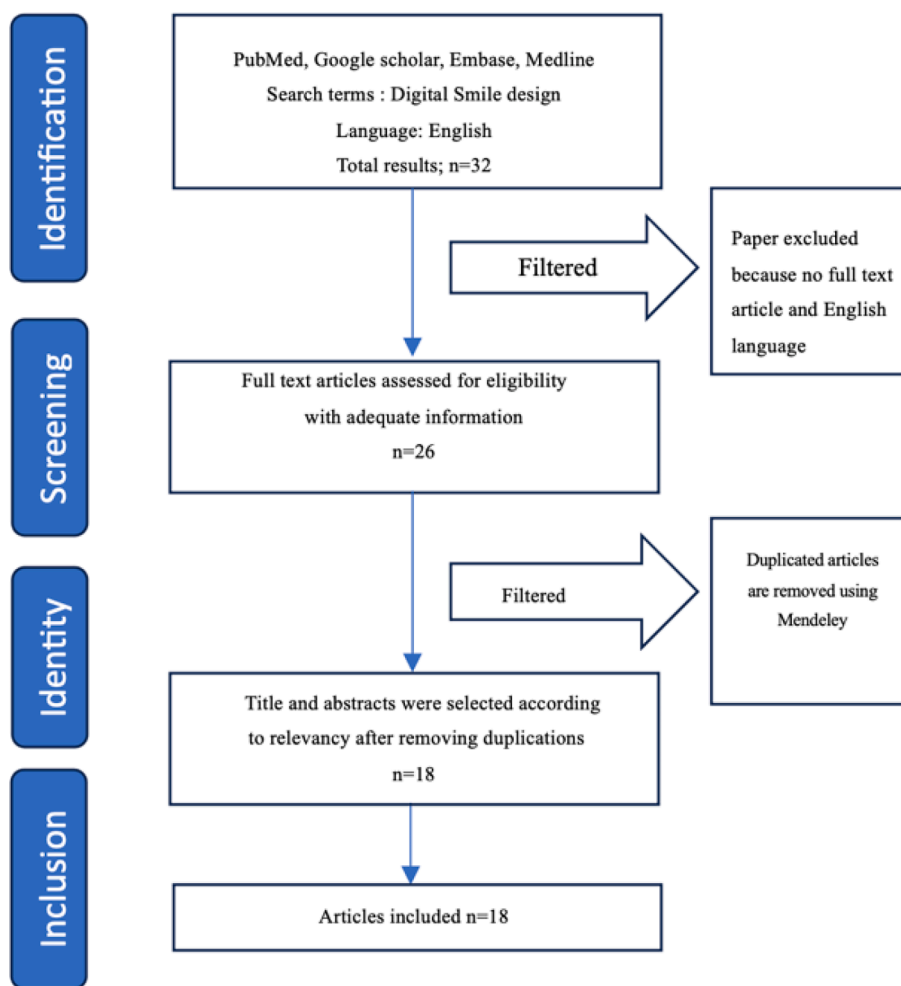 Identification
PubMed, Google scholar, Embase, Medline
Search terms : Digital Smile design
Language: English
Total results; n=32
Filtered
Paper excluded
because no full text
article and English
language
Screening
Full text articles assessed for eligibility
with adequate information
n=26
Filtered
Duplicated articles
are removed using
Mendeley
Identity
Title and abstracts were selected according
to relevancy after removing duplications
n=18
Inclusion
Articles included n=18